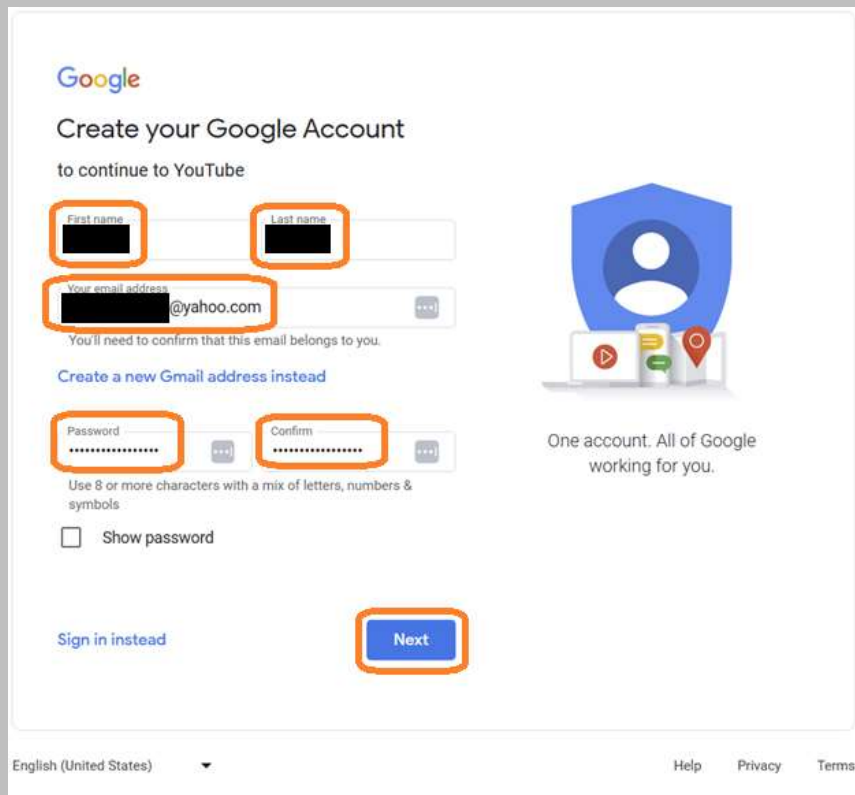 Google
Create your Google Account
to continue to YouTube
First name
Last name
Your email address
@yahoo.com
You'll need to confirm that this email belongs to you.
Create a new Gmail address instead
Password
Confirm
•••••••••••••••••
•••••••••••••••••
Use 8 or more characters with a mix of letters, numbers &
symbols
Show password
Sign in instead
Next
One account. All of Google
working for you.
English (United States)
Help
Privacy
Terms